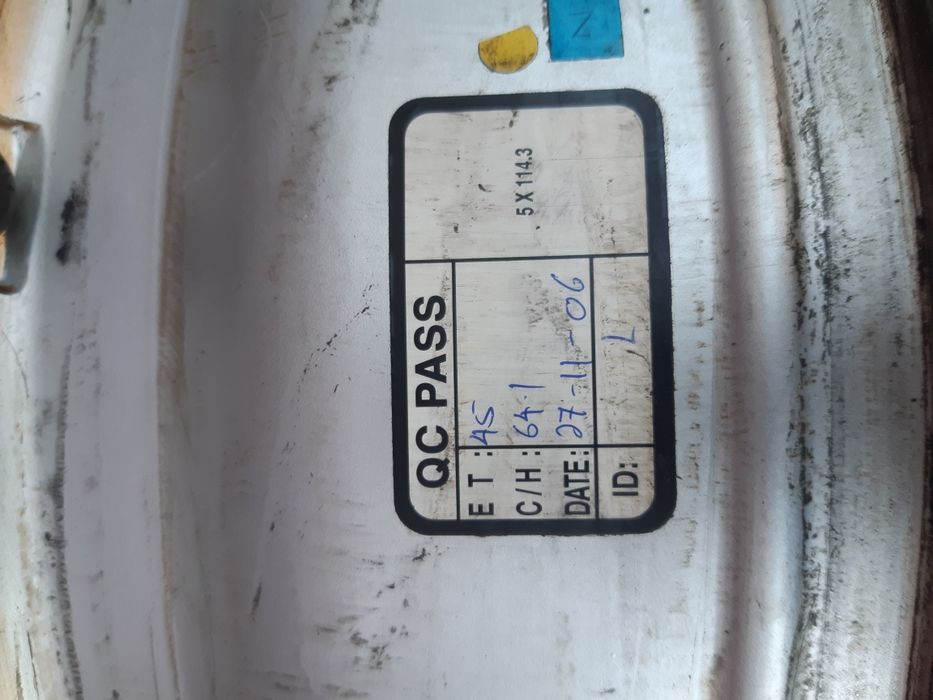 N
5 X 114.3
QC PASS
E T : 45
C/H : 64.1
DATE: 27-11-06
ID: L